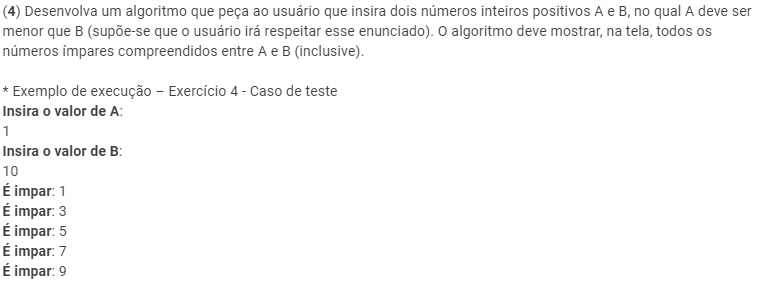 (4) Desenvolva um algoritmo que peça ao usuário que insira dois números inteiros positivos A e B, no qual A deve ser
menor que B (supõe-se que o usuário irá respeitar esse enunciado). O algoritmo deve mostrar, na tela, todos os
números ímpares compreendidos entre A e B (inclusive).
* Exemplo de execução – Exercício 4 - Caso de teste
Insira o valor de A:
1
Insira o valor de B:
10
É impar: 1
É impar: 3
É impar: 5
É impar: 7
É impar: 9